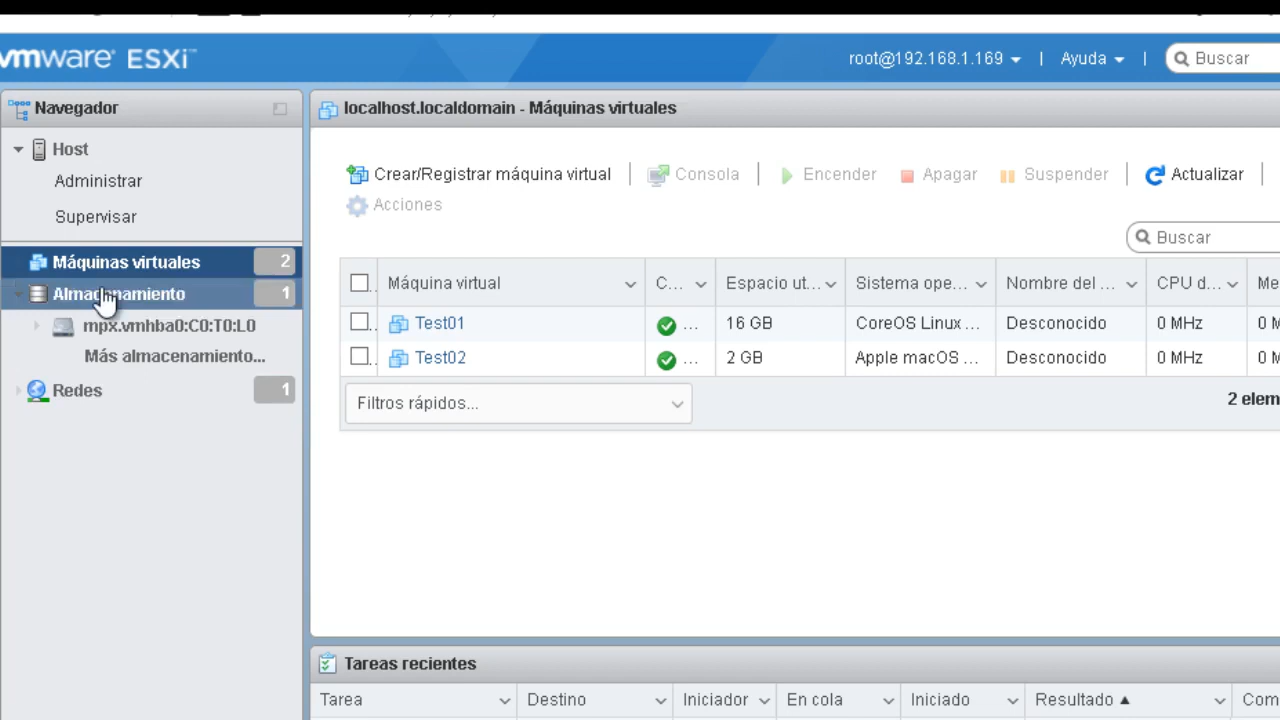 vmware ESXi™
root@192.168.1.169 | Ayuda | Buscar
Navegador
Host
Administrar
Supervisar
Máquinas virtuales 2
Almacenamiento 1
mpx.vmhba0:C0:T0:L0
Más almacenamiento...
Redes 1
localhost.localdomain - Máquinas virtuales
Crear/Registrar máquina virtual | Consola | Encender Apagar Suspender | Actualizar |
Acciones
Buscar
Máquina virtual C... Espacio ut... Sistema ope... Nombre del ... CPU d... Me
Test01 ... 16 GB CoreOS Linux ... Desconocido 0 MHz 0 M
Test02 ... 2 GB Apple macOS ... Desconocido 0 MHz 0 M
Filtros rápidos...
2 elem
Tareas recientes
Tarea Destino Iniciador En cola Iniciado Resultado Com